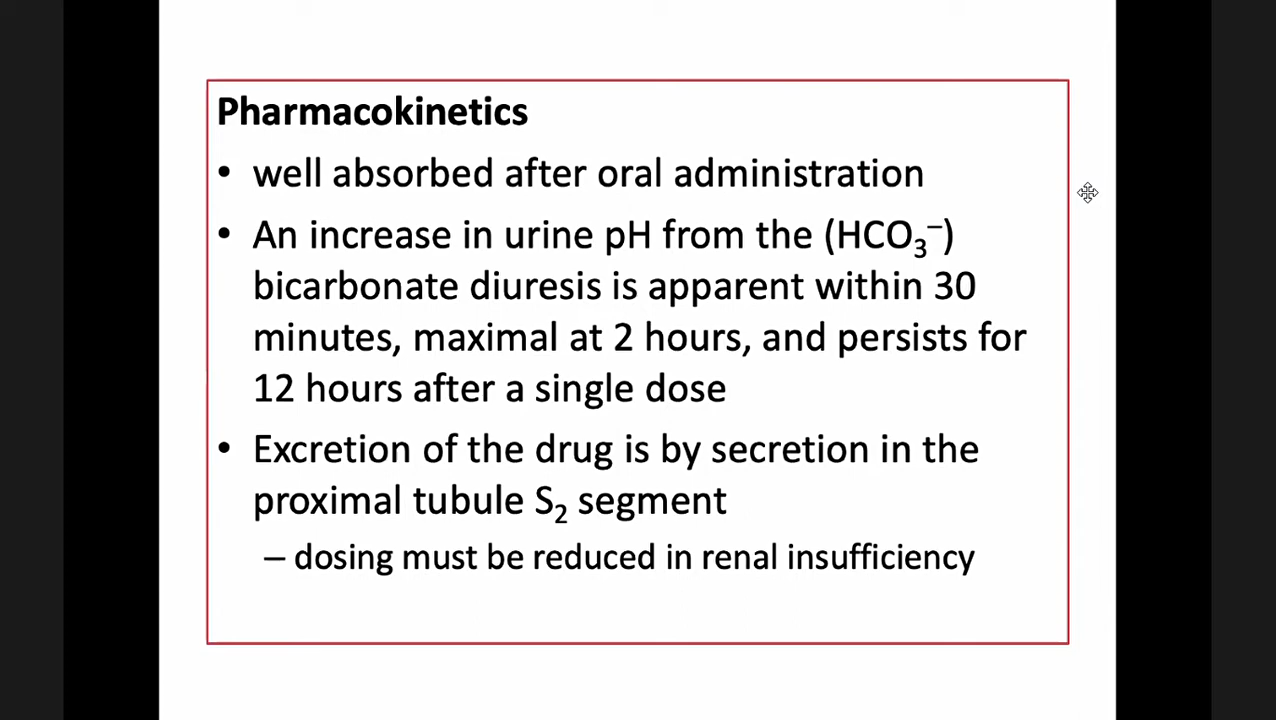 Pharmacokinetics
• well absorbed after oral administration
• An increase in urine pH from the (HCO₃⁻)
bicarbonate diuresis is apparent within 30
minutes, maximal at 2 hours, and persists for
12 hours after a single dose
• Excretion of the drug is by secretion in the
proximal tubule S₂ segment
– dosing must be reduced in renal insufficiency